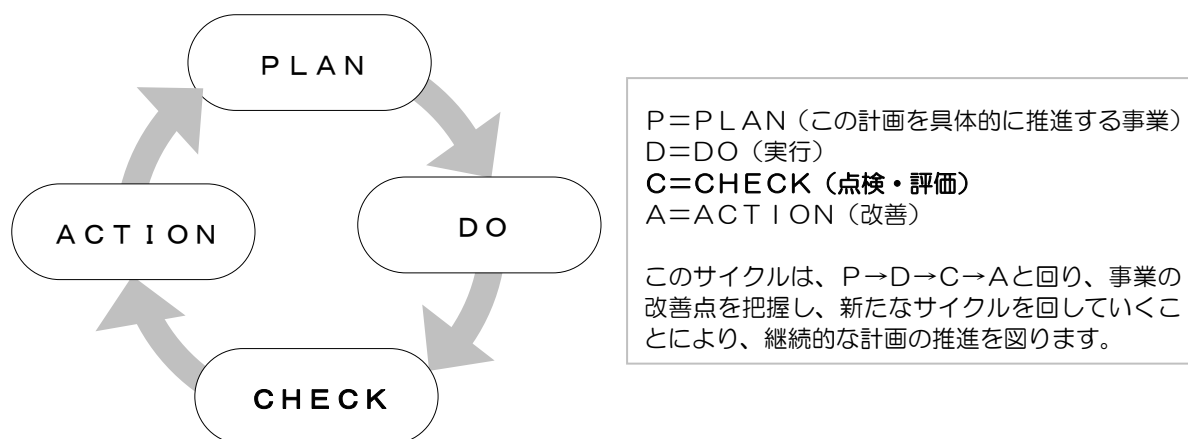 ＰＬＡＮ
ＤＯ
ＣＨＥＣＫ
ＡＣＴＩＯＮ
Ｐ＝ＰＬＡＮ（この計画を具体的に推進する事業）
Ｄ＝ＤＯ（実行）
Ｃ＝ＣＨＥＣＫ（点検・評価）
Ａ＝ＡＣＴＩＯＮ（改善）
このサイクルは、Ｐ→Ｄ→Ｃ→Ａと回り、事業の
改善点を把握し、新たなサイクルを回していくこ
とにより、継続的な計画の推進を図ります。